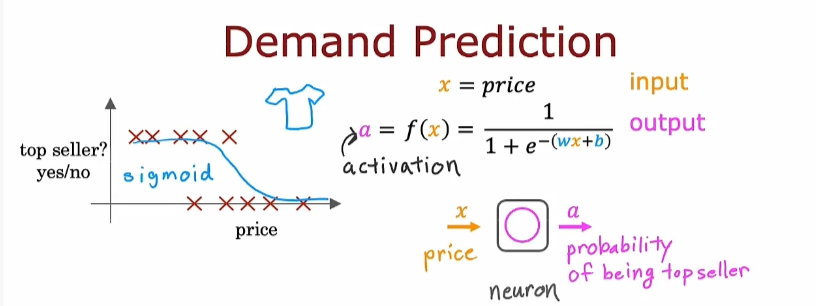 Demand Prediction
x = price input
a = f(x) = 1 / (1 + e^-(wx+b)) output
activation
top seller?
yes/no
sigmoid
price
x
price
neuron
a
probability
of being top seller